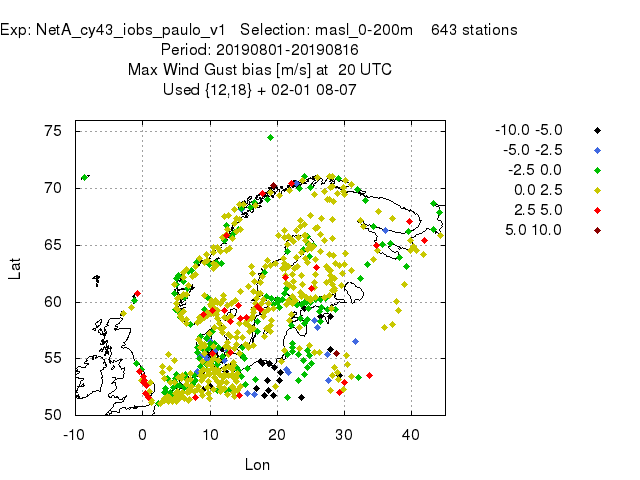 Exp: NetA_cy43_iobs_paulo_v1 Selection: masl_0-200m 643 stations
Period: 20190801-20190816
Max Wind Gust bias [m/s] at 20 UTC
Used {12,18} + 02-01 08-07
75
70
65
60
55
50
Lat
-10 0 10 20 30 40
Lon
-10.0 -5.0
-5.0 -2.5
-2.5 0.0
0.0 2.5
2.5 5.0
5.0 10.0